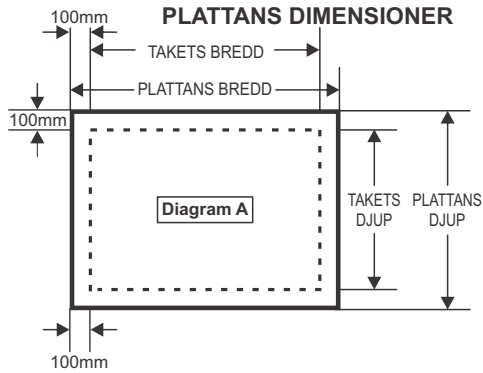 PLATTANS DIMENSIONER
100mm
TAKETS BREDD
PLATTANS BREDD
100mm
Diagram A
TAKETS
DJUP
PLATTANS
DJUP
100mm